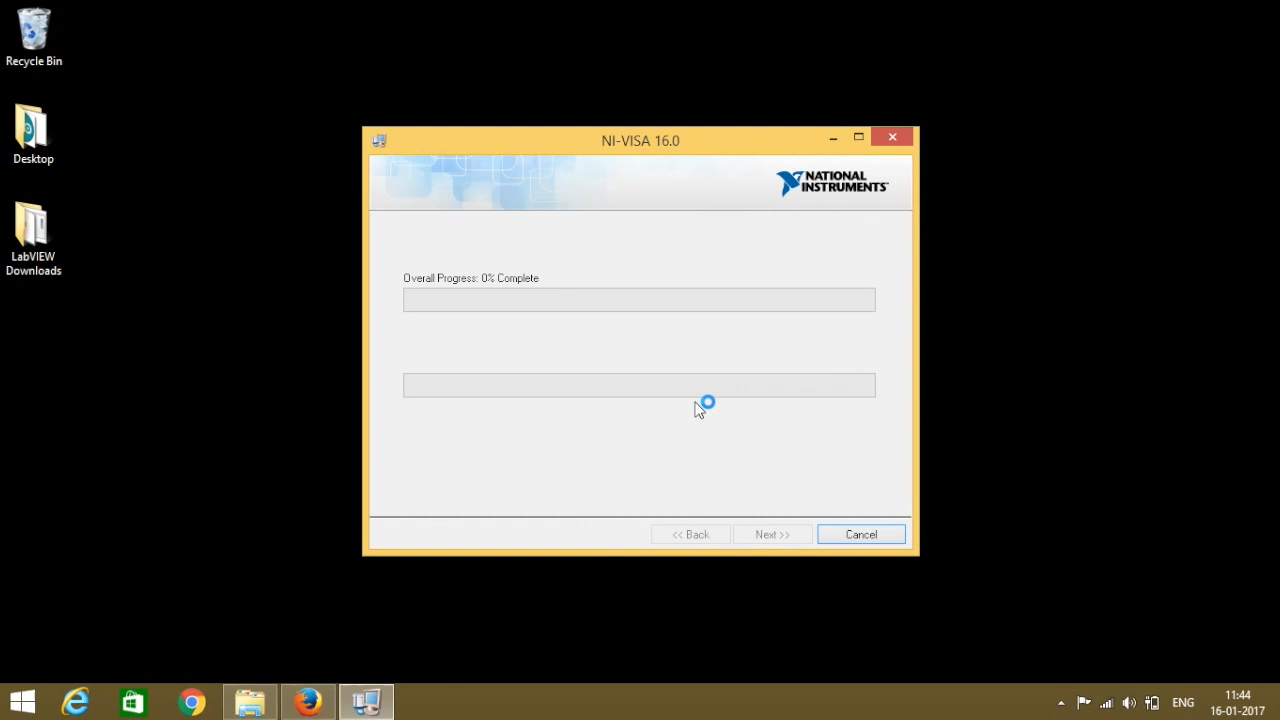 Recycle Bin
Desktop
LabVIEW
Downloads
NI-VISA 16.0
NATIONAL
INSTRUMENTS™
Overall Progress: 0% Complete
<< Back
Next >>
Cancel
ENG
11:44
16-01-2017